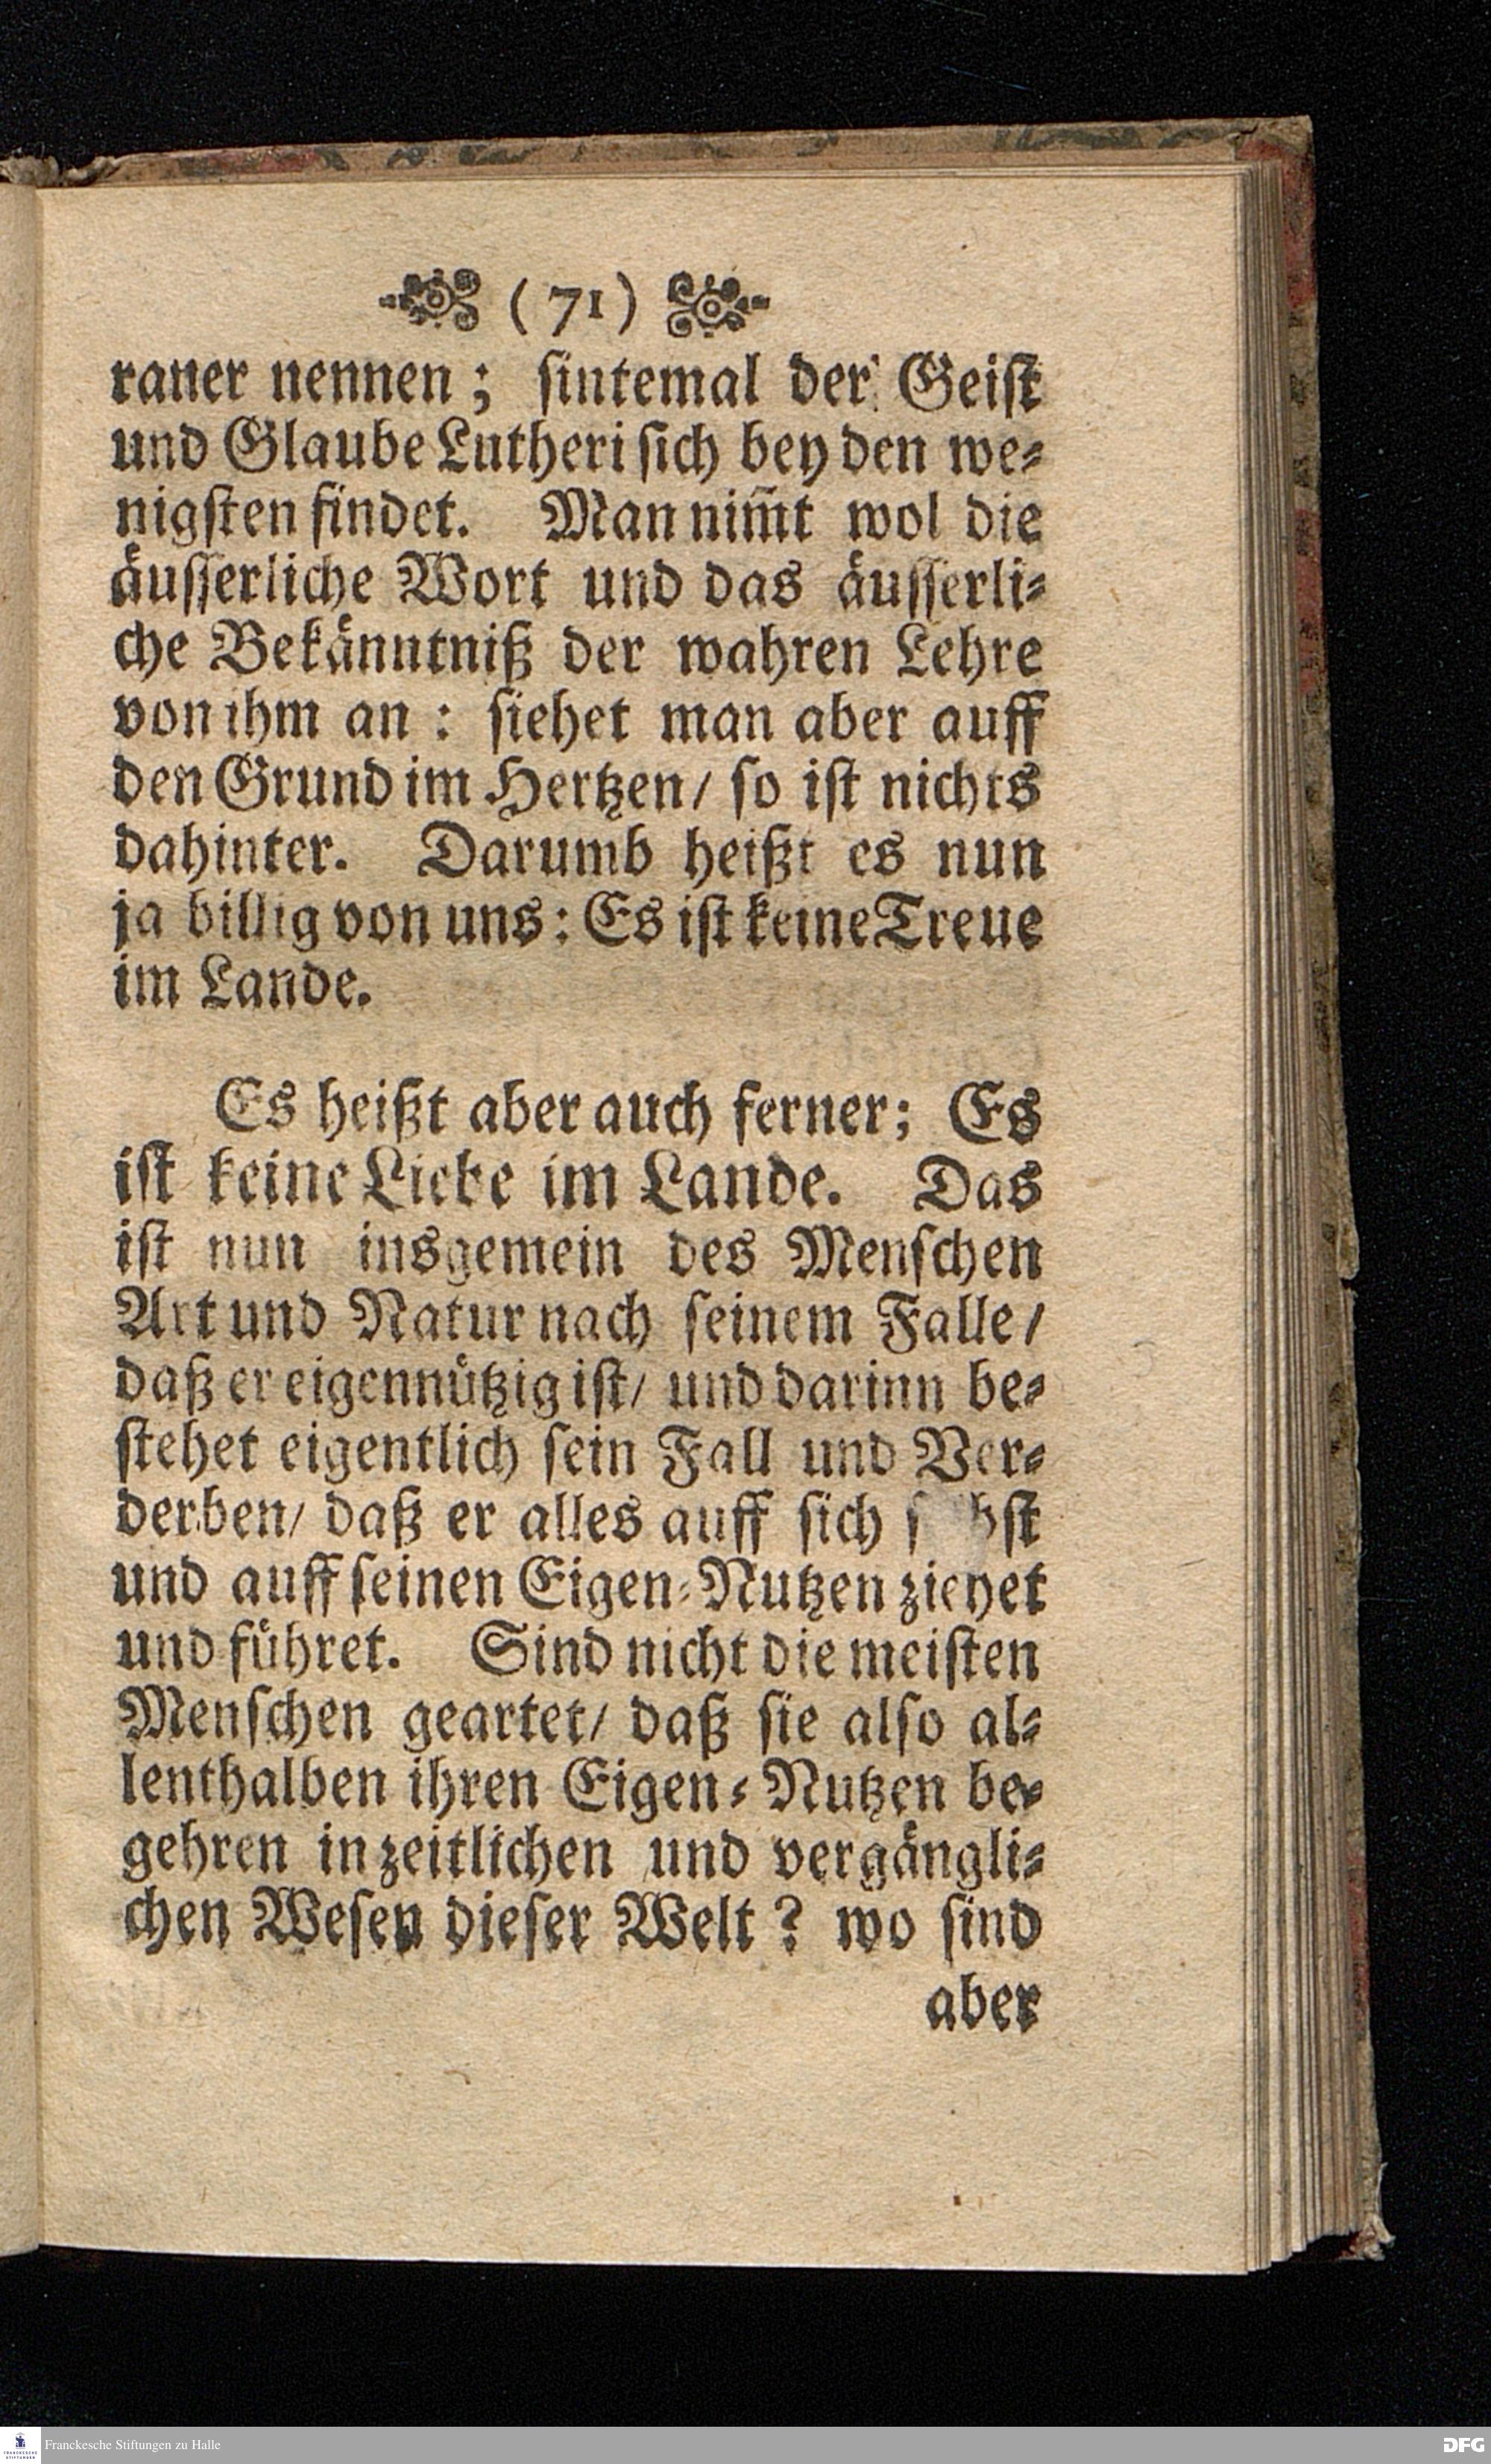 (71)
raner nennen; sintemal der Geist
und Glaube Lutheri sich bey den we-
nigsten findet. Man nim̃t wol die
äusserliche Wort und das äusserli-
che Bekänntniß der wahren Lehre
von ihm an: siehet man aber auff
den Grund im Hertzen/ so ist nichts
dahinter. Darumb heißt es nun
ja billig von uns: Es ist keine Treue
im Lande.
Es heißt aber auch ferner; Es
ist keine Liebe im Lande. Das
ist nun insgemein des Menschen
Art und Natur nach seinem Falle/
daß er eigennützig ist/ und darinn be-
stehet eigentlich sein Fall und Ver-
derben/ daß er alles auff sich
und auff seinen Eigen-Nutzen ziehet
und führet. Sind nicht die meisten
Menschen geartet/ daß sie also al-
lenthalben ihren Eigen-Nutzen be-
gehren in zeitlichen und vergängli-
chen Wesen dieser Welt? wo sind
aber
Franckesche Stiftungen zu Halle
DFG